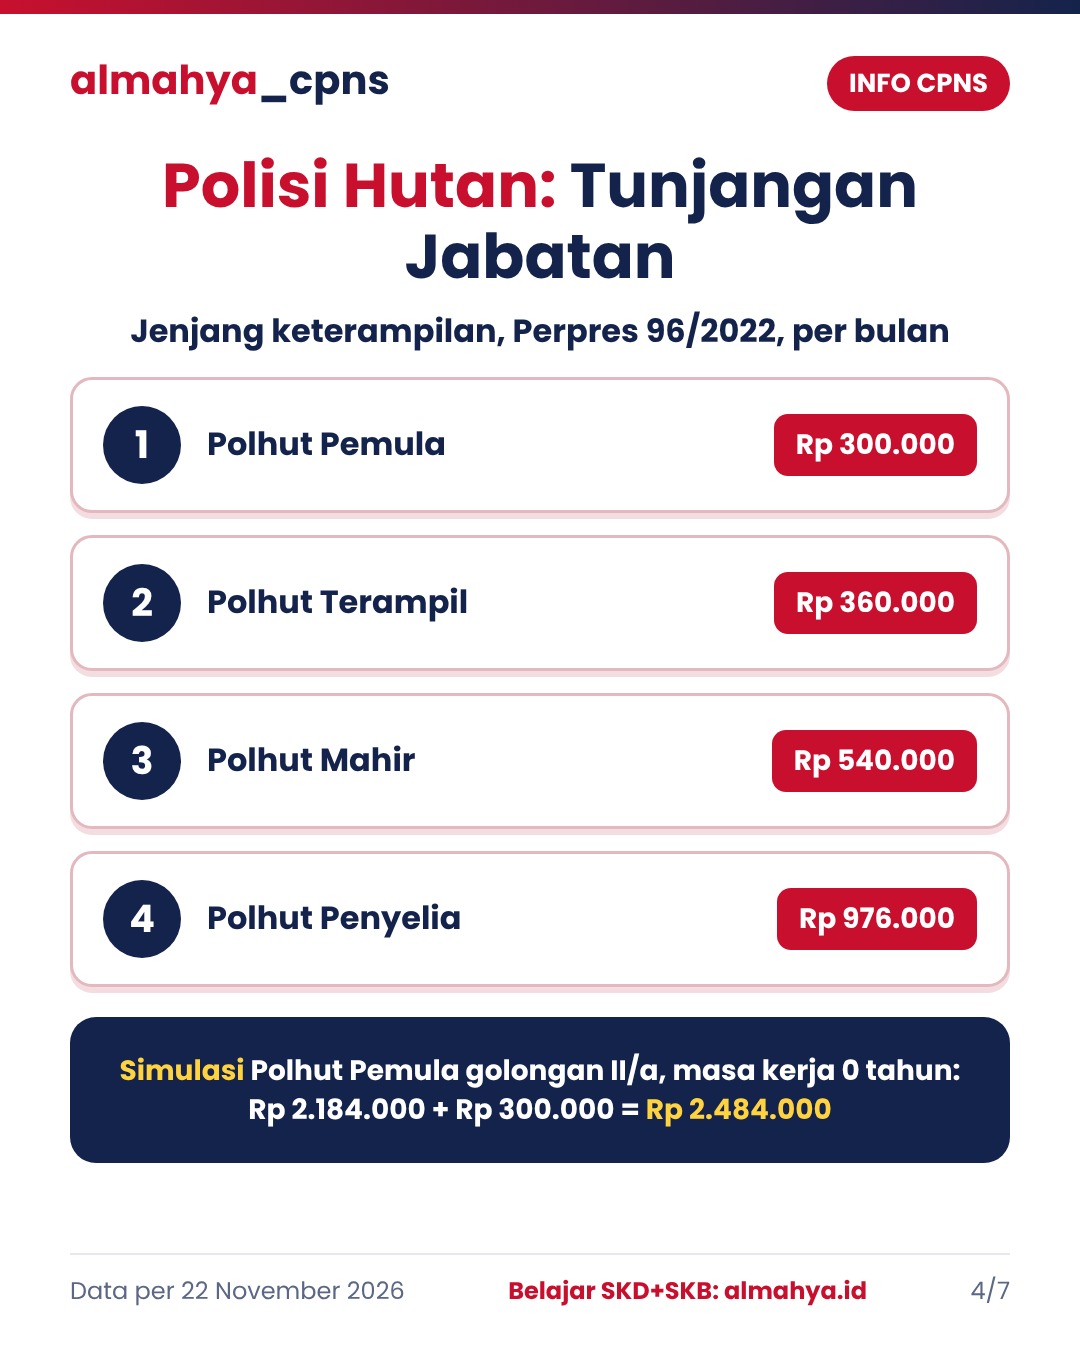 almahya_cpns
INFO CPNS
Polisi Hutan: Tunjangan
Jabatan
Jenjang keterampilan, Perpres 96/2022, per bulan
1 Polhut Pemula Rp 300.000
2 Polhut Terampil Rp 360.000
3 Polhut Mahir Rp 540.000
4 Polhut Penyelia Rp 976.000
Simulasi Polhut Pemula golongan II/a, masa kerja 0 tahun:
Rp 2.184.000 + Rp 300.000 = Rp 2.484.000
Data per 22 November 2026 Belajar SKD+SKB: almahya.id 4/7